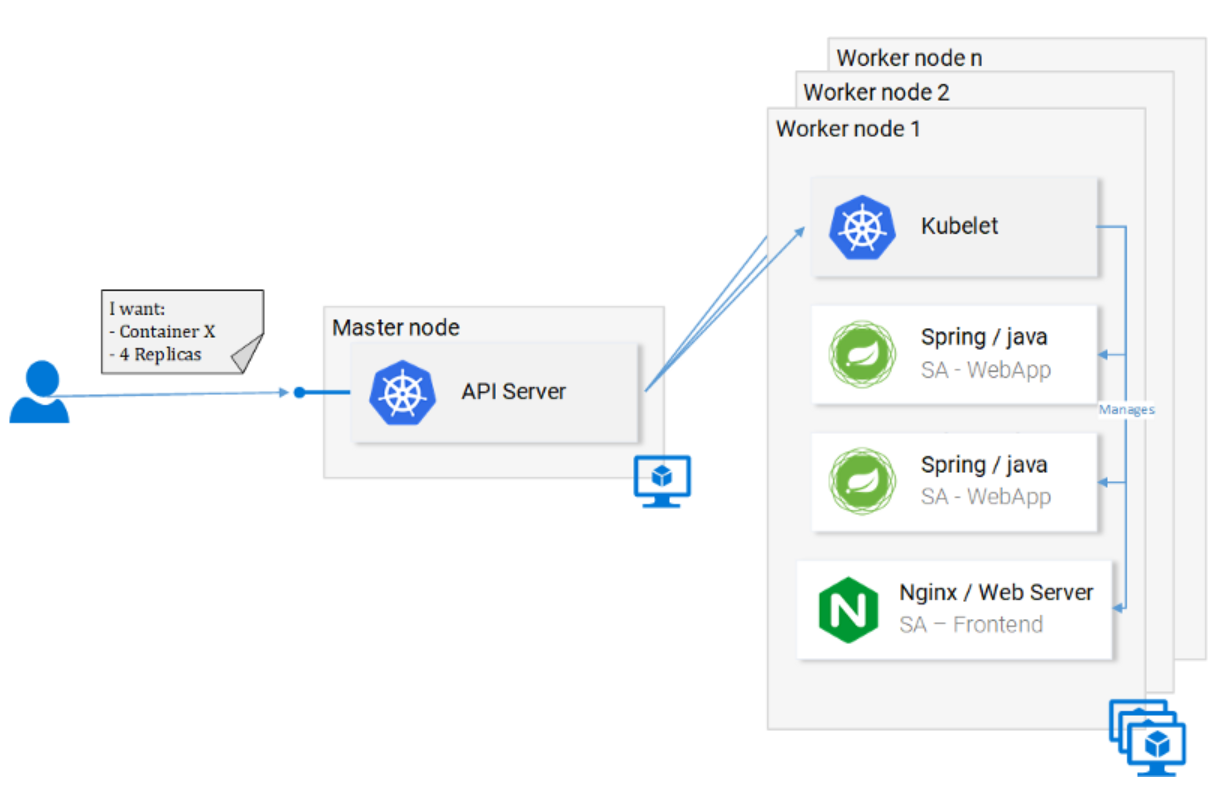 Worker node n
Worker node 2
Worker node 1
Kubelet
I want:
- Container X
- 4 Replicas
Master node
API Server
Spring / java
SA - WebApp
Manages
Spring / java
SA - WebApp
Nginx / Web Server
SA – Frontend